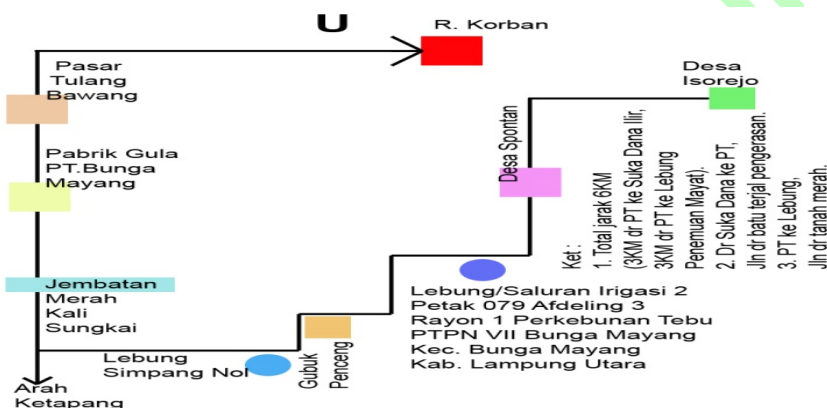 U
R. Korban
Pasar
Tulang
Bawang
Desa
Isorejo
Desa Spontan
Ket :
1. Total jarak 6KM
(3KM dr PT ke Suka Dana Ilir,
3KM dr PT ke Lebung
Penemuan Mayat).
2. Dr Suka Dana ke PT,
Jln dr batu terjal pengerasan.
3. PT ke Lebung,
Jln dr tanah merah.
Pabrik Gula
PT.Bunga
Mayang
Jembatan
Merah
Kali
Sungkai
Lebung/Saluran Irigasi 2
Petak 079 Afdeling 3
Rayon 1 Perkebunan Tebu
PTPN VII Bunga Mayang
Kec. Bunga Mayang
Kab. Lampung Utara
Lebung
Simpang Nol
Gubuk
Penceng
Arah
Ketapang